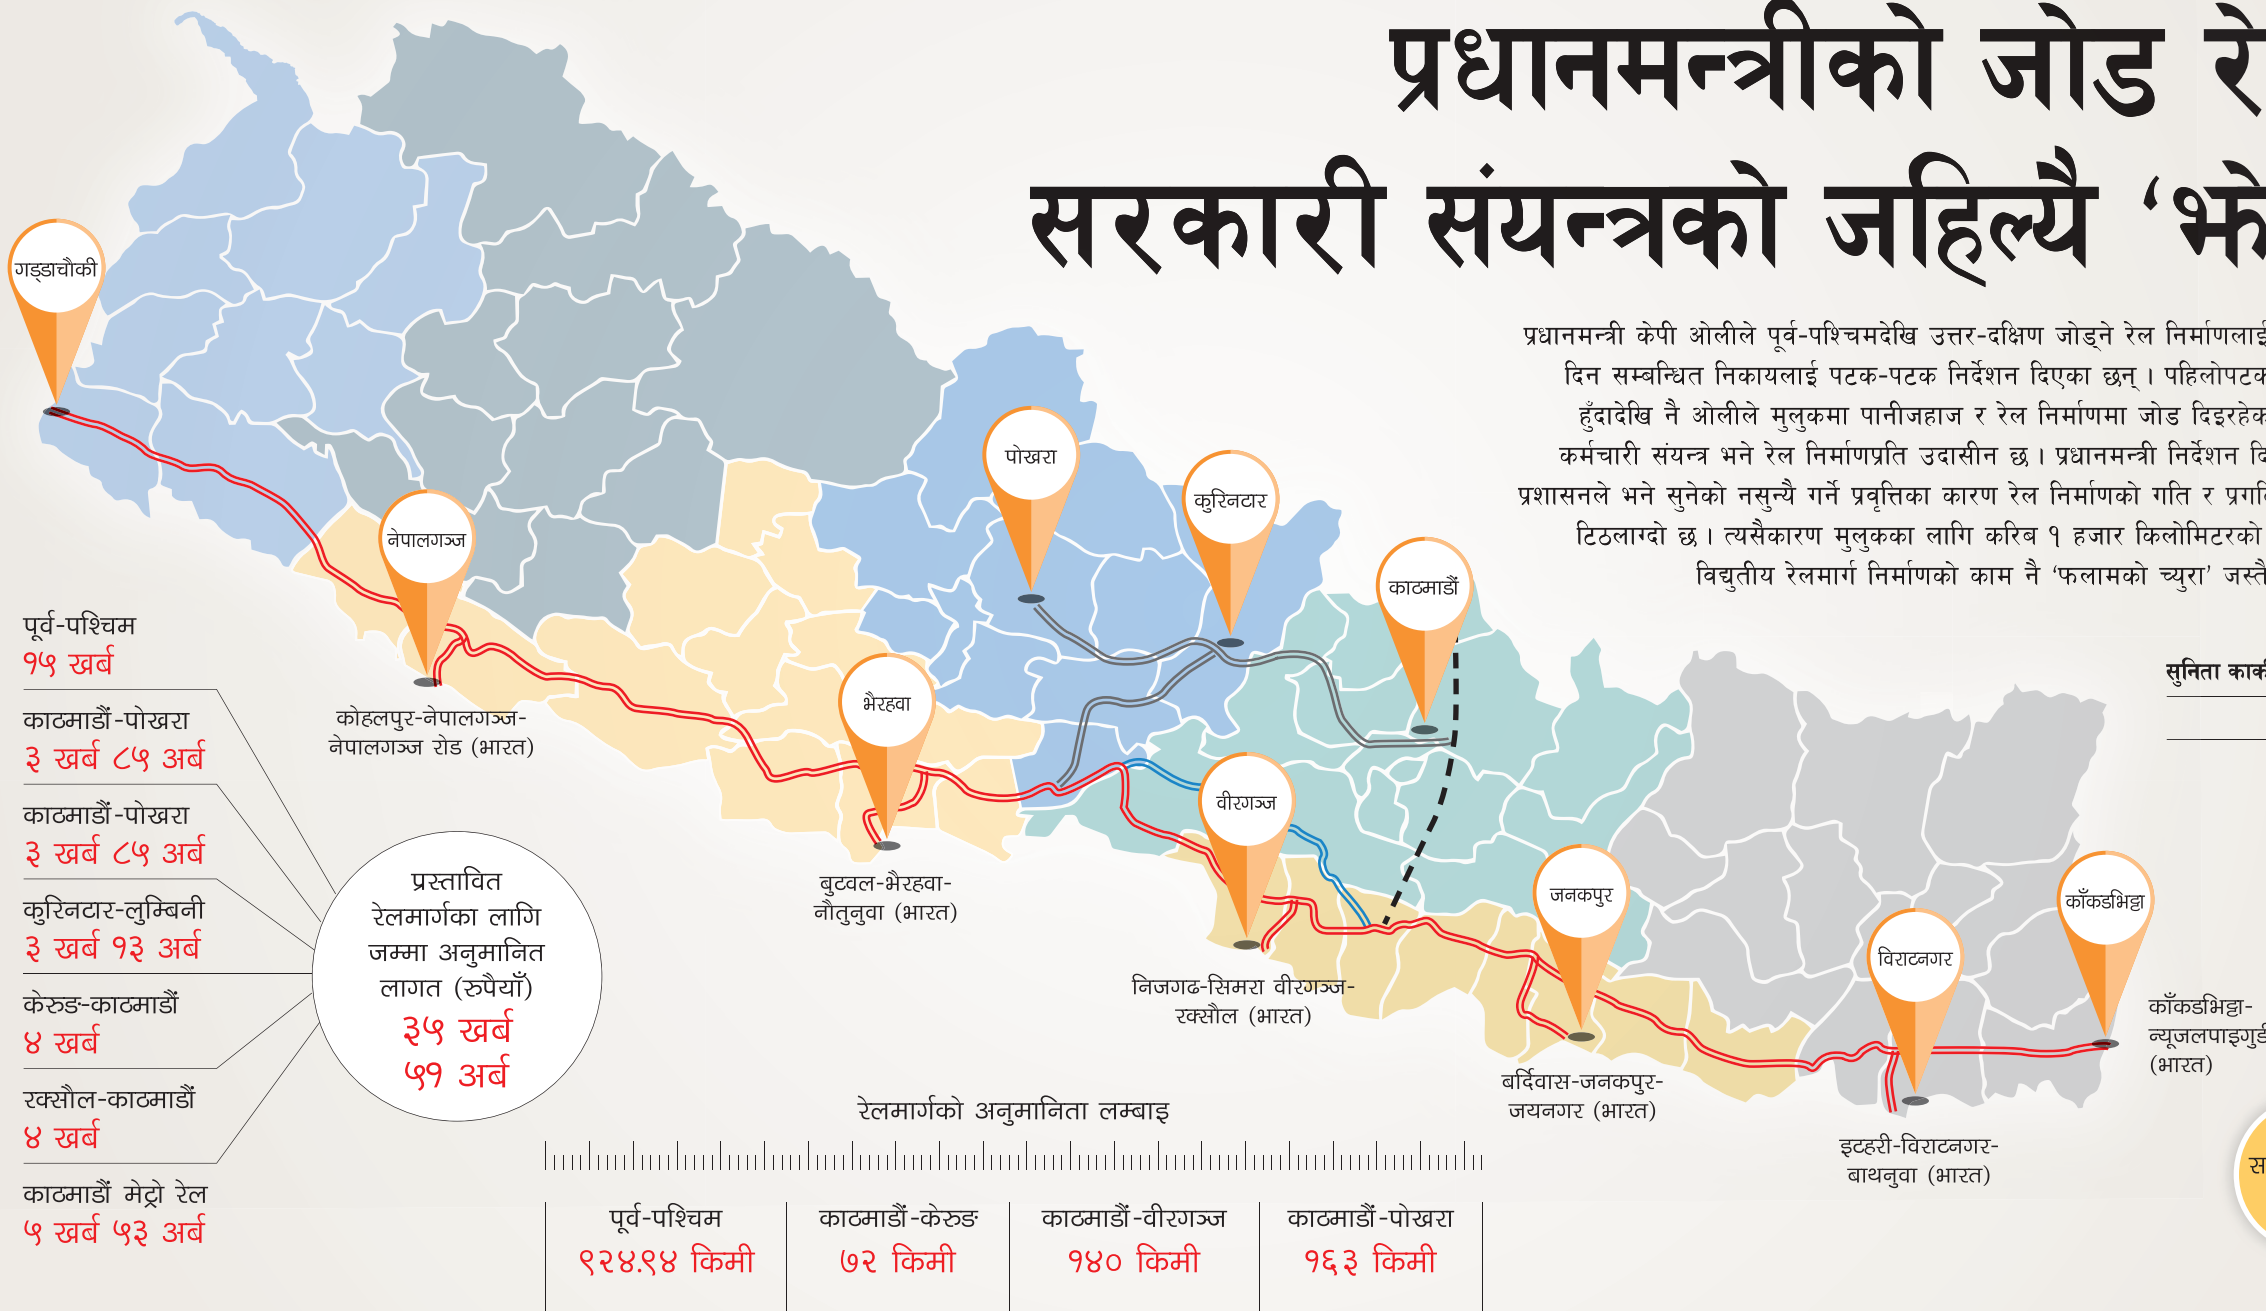 प्रधानमन्त्रीको जोड
सरकारी संयन्त्रको जहिल्यै
प्रधानमन्त्री केपी ओलीले पूर्व-पश्चिमदेखि उत्तर-दक्षिण जोड्ने रेल निर्माणलाई
दिन सम्बन्धित निकायलाई पटक-पटक निर्देशन दिएका छन् । पहिलोपटक
हुँदादेखि नै ओलीले मुलुकमा पानीजहाज र रेल निर्माणमा जोड
कर्मचारी संयन्त्र भने रेल निर्माणप्रति उदासीन छ । प्रधानमन्त्री निर्देशन
प्रशासनले भने सुनेको नसुन्यै गर्ने प्रवृत्तिका कारण रेल निर्माणको गति र
टिठलाग्दो छ । त्यसैकारण मुलुकका लागि करिब १ हजार किलोमिटरको
विद्युतीय रेलमार्ग निर्माणको काम नै ‘फलामको च्युरा’ जस्तै
सुनिता
गड्डाचौकी
नेपालगञ्ज
पोखरा
कुरिनटार
काठमाडौं
भैरहवा
वीरगञ्ज
जनकपुर
विराटनगर
काँकडभिट्टा
कोहलपुर-नेपालगञ्ज-
नेपालगञ्ज रोड (भारत)
बुटवल-भैरहवा-
नौतुनुवा (भारत)
निजगढ-सिमरा वीरगञ्ज-
रक्सौल (भारत)
बर्दिवास-जनकपुर-
जयनगर (भारत)
इटहरी-विराटनगर-
बाथनुवा (भारत)
काँकडभिट्टा-
न्यूजलपाइगुडी
(भारत)
पूर्व-पश्चिम
१५ खर्ब
काठमाडौं-पोखरा
३ खर्ब ८५ अर्ब
काठमाडौं-पोखरा
३ खर्ब ८५ अर्ब
कुरिनटार-लुम्बिनी
३ खर्ब १३ अर्ब
केरुङ-काठमाडौं
४ खर्ब
रक्सौल-काठमाडौं
४ खर्ब
काठमाडौं मेट्रो रेल
५ खर्ब ५३ अर्ब
प्रस्तावित
रेलमार्गका लागि
जम्मा अनुमानित
लागत (रुपैयाँ)
३५ खर्ब
५१ अर्ब
रेलमार्गको अनुमानिता लम्बाइ
पूर्व-पश्चिम
९२४.९४ किमी
काठमाडौं-केरुङ
७२ किमी
काठमाडौं-वीरगञ्ज
१४० किमी
काठमाडौं-पोखरा
१६३ किमी